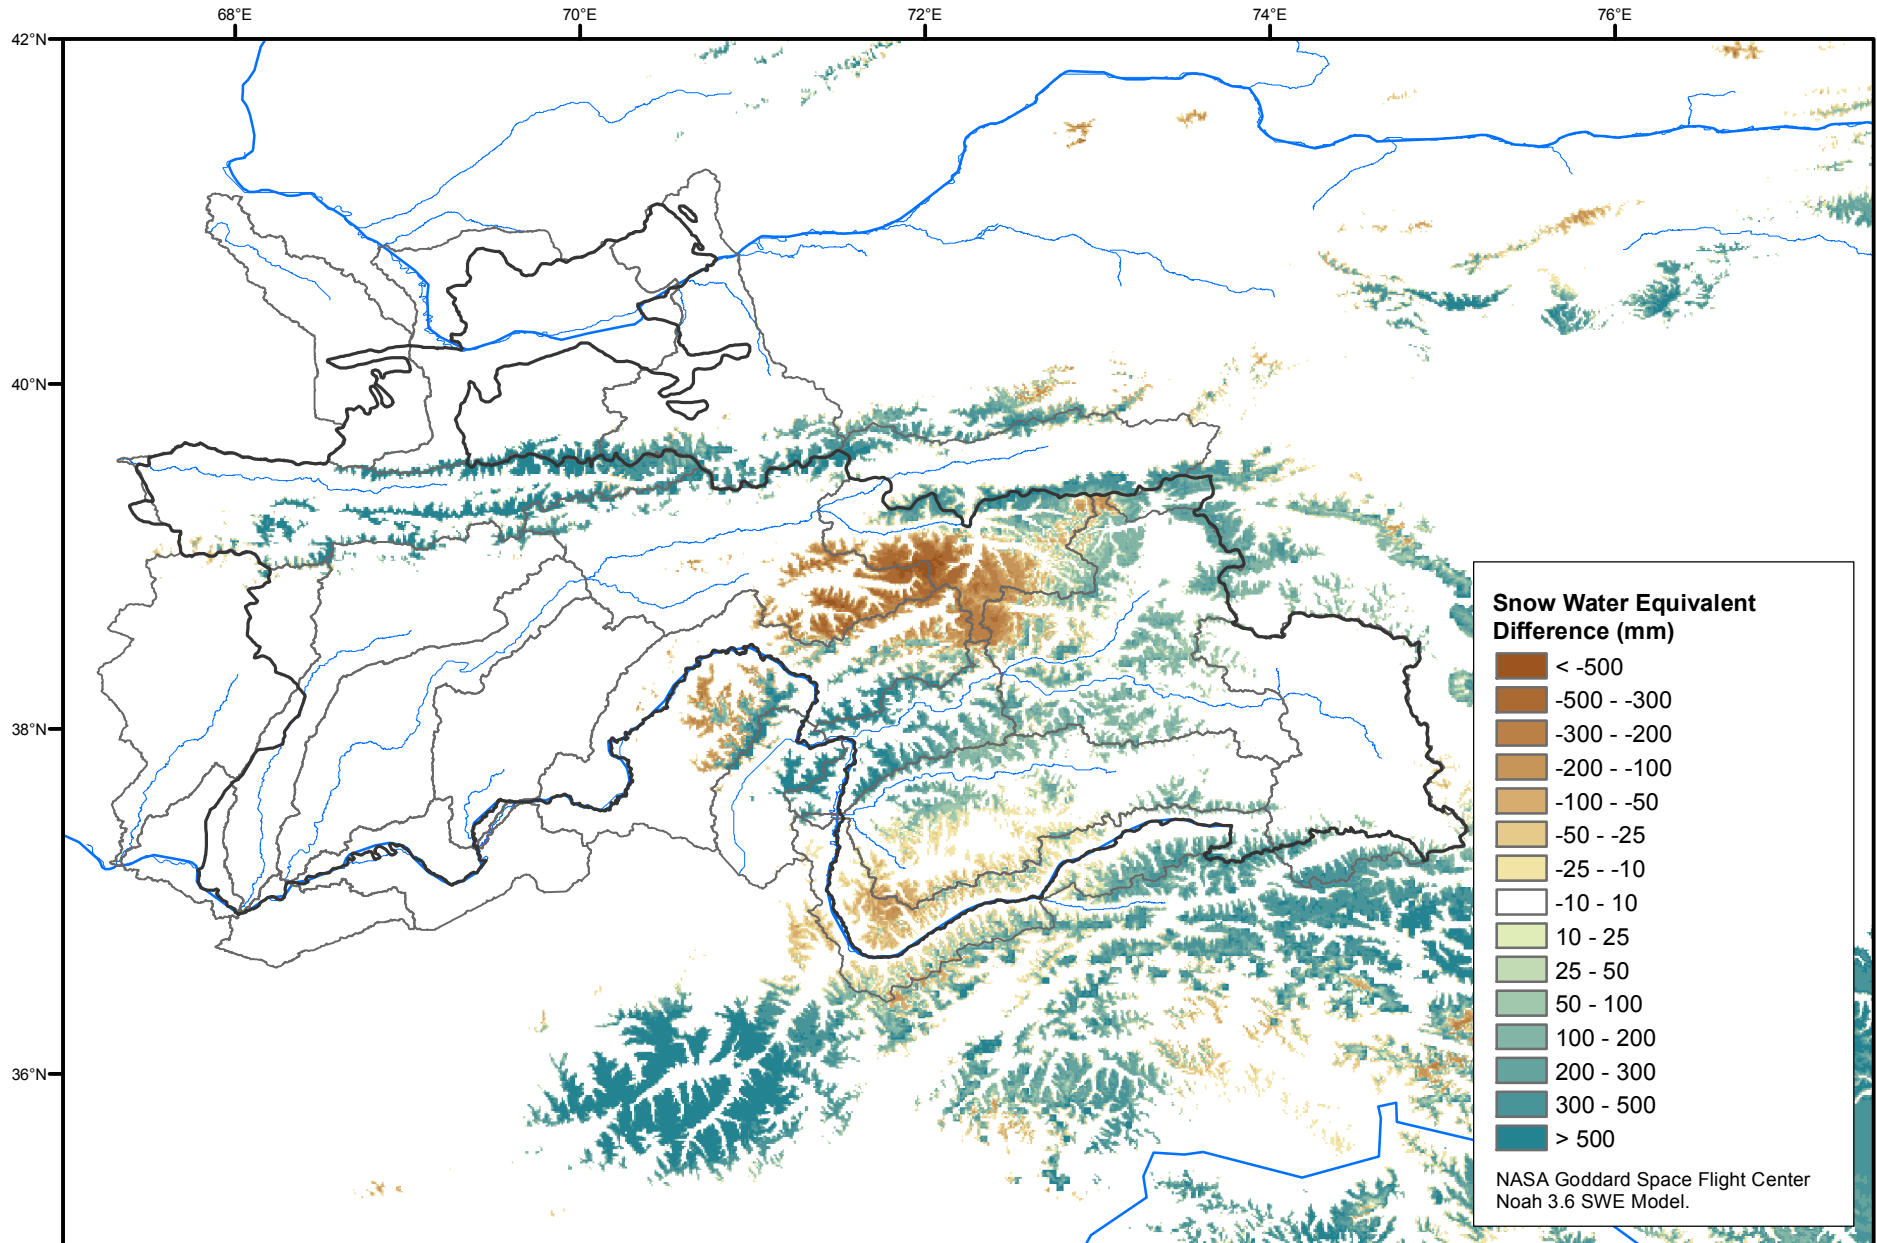 68°E 70°E 72°E 74°E 76°E
42°N
40°N
38°N
36°N
Snow Water Equivalent
Difference (mm)
< -500
-500 - -300
-300 - -200
-200 - -100
-100 - -50
-50 - -25
-25 - -10
-10 - 10
10 - 25
25 - 50
50 - 100
100 - 200
200 - 300
300 - 500
> 500
NASA Goddard Space Flight Center
Noah 3.6 SWE Model.